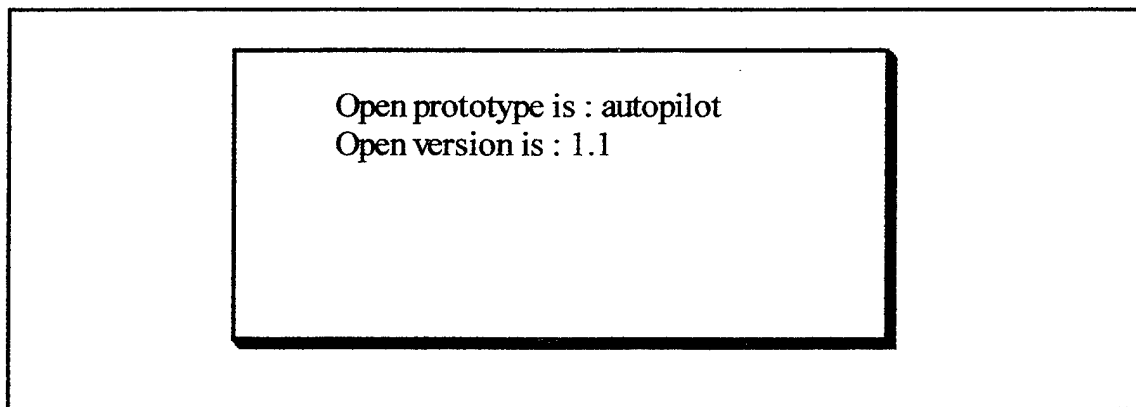 Open prototype is : autopilot
Open version is : 1.1